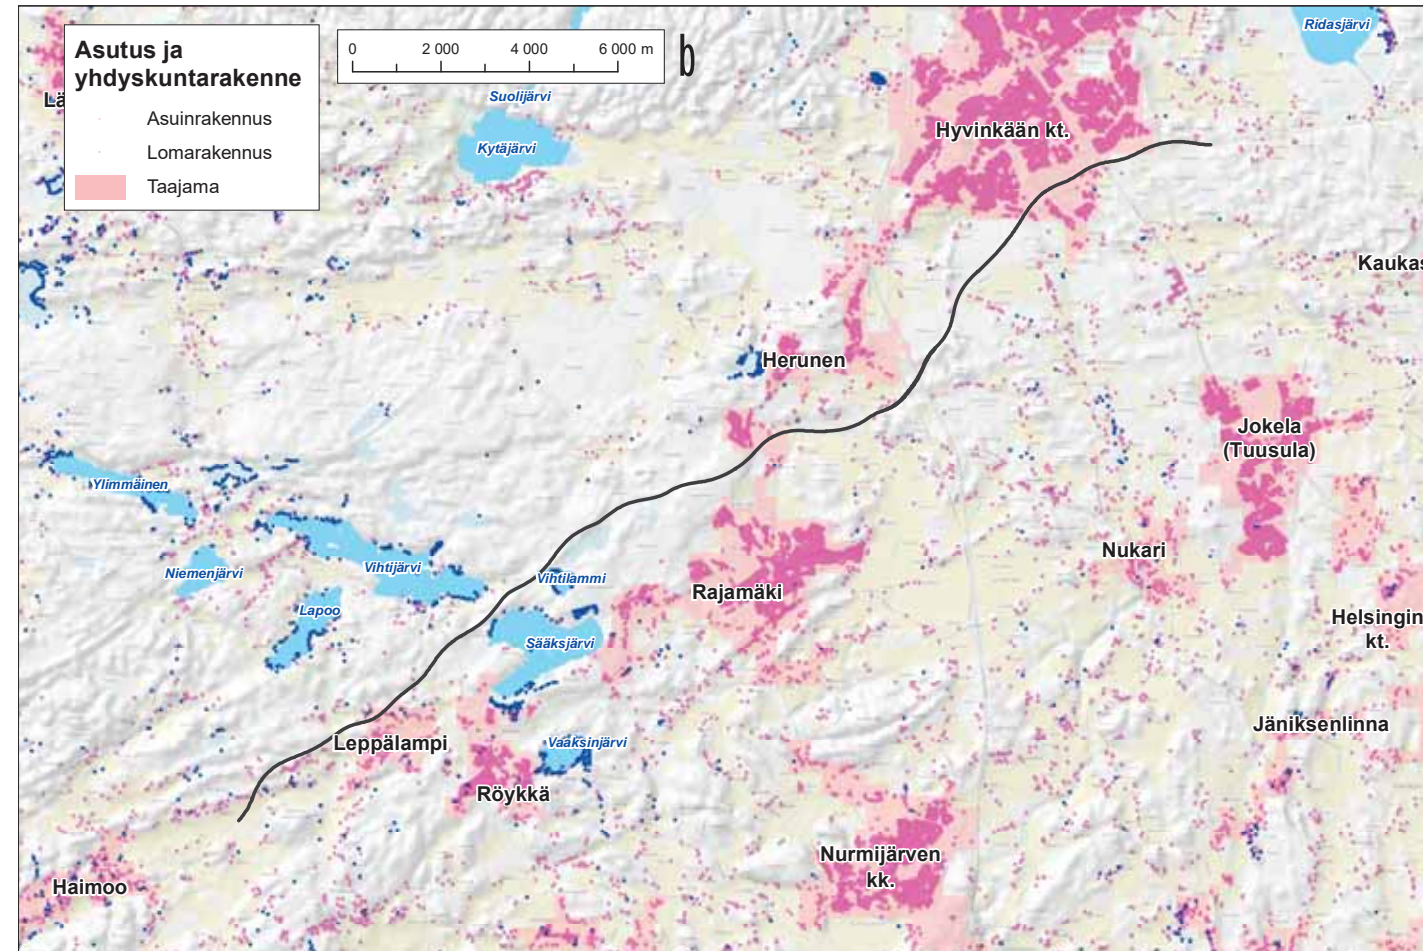 Asutus ja
yhdyskuntarakenne
Asuinrakennus
Lomarakennus
Taajama
0 2 000 4 000 6 000 m
b
Ridasjärvi
Lä
Suolijärvi
Hyvinkään kt.
Kytäjärvi
Kaukas
Herunen
Jokela
(Tuusula)
Ylimmäinen
Nukari
Vihtijärvi
Niemenjärvi
Vihtilammi
Rajamäki
Lapoo
Helsingin
kt.
Sääksjärvi
Jäniksenlinna
Leppälampi
Vaaksinjärvi
Röykkä
Nurmijärven
kk.
Haimoo